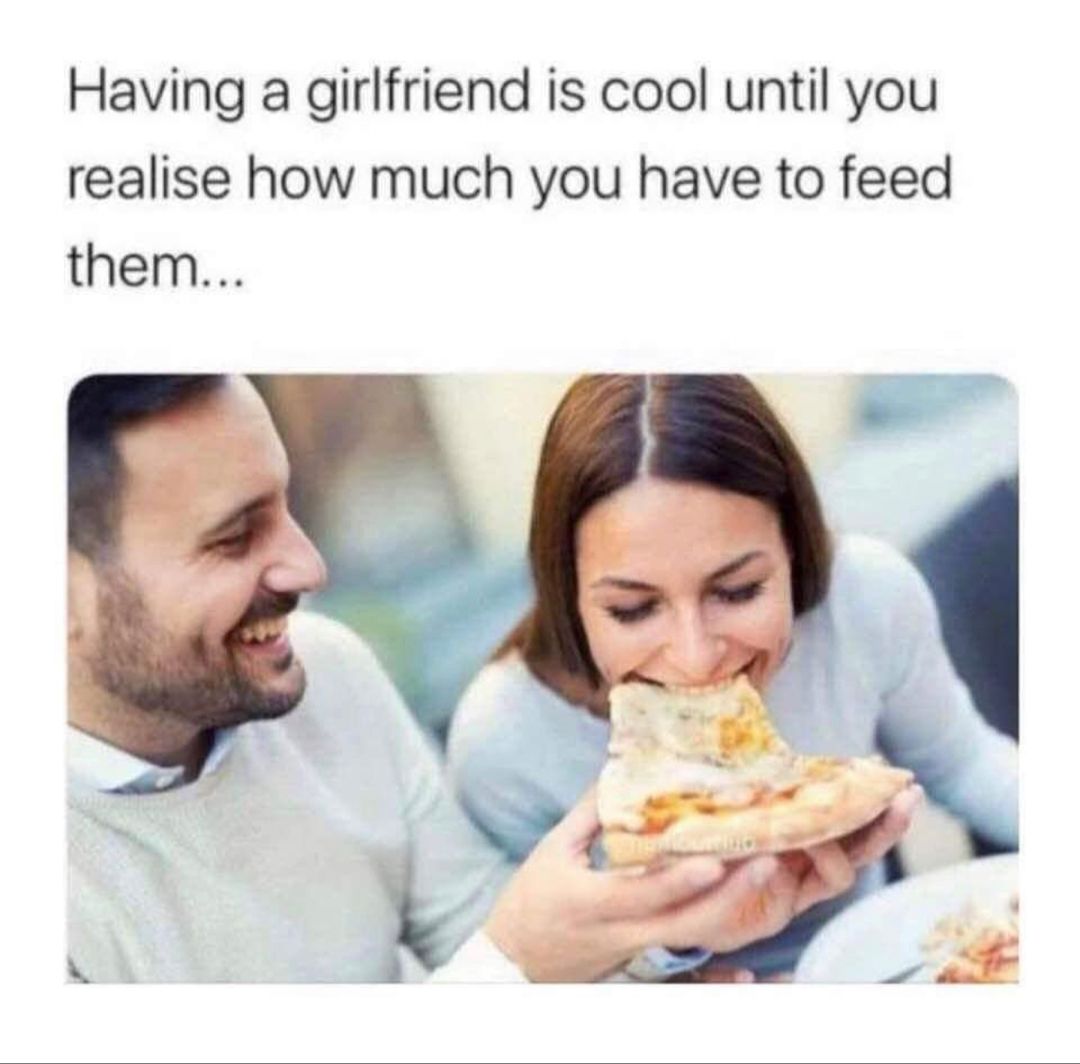 Having a girlfriend is cool until you
realise how much you have to feed
them...